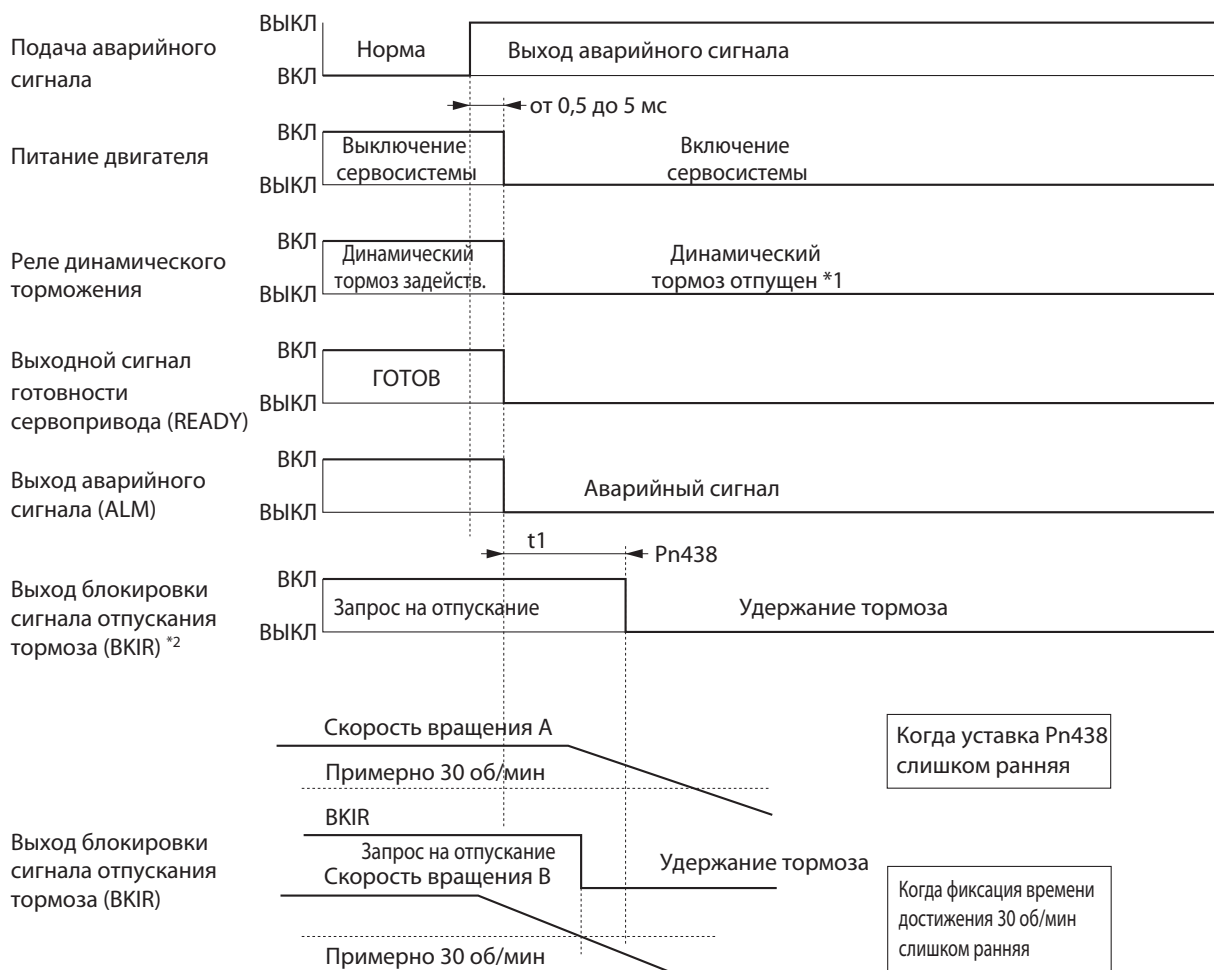 Подача аварийного
сигнала
ВЫКЛ
ВКЛ
Норма
Выход аварийного сигнала
от 0,5 до 5 мс
Питание двигателя
ВКЛ
ВЫКЛ
Выключение
сервосистемы
Включение
сервосистемы
Реле динамического
торможения
ВКЛ
ВЫКЛ
Динамический
тормоз задейств.
Динамический
тормоз отпущен *1
Выходной сигнал
готовности
сервопривода (READY)
ВКЛ
ВЫКЛ
ГОТОВ
Выход аварийного
сигнала (ALM)
ВКЛ
ВЫКЛ
Аварийный сигнал
t1
Pn438
Выход блокировки
сигнала отпускания
тормоза (BKIR) *2
ВКЛ
ВЫКЛ
Запрос на отпускание
Удержание тормоза
Скорость вращения A
Примерно 30 об/мин
Когда уставка Pn438
слишком ранняя
Выход блокировки
сигнала отпускания
тормоза (BKIR)
BKIR
Запрос на отпускание
Удержание тормоза
Скорость вращения B
Примерно 30 об/мин
Когда фиксация времени
достижения 30 об/мин
слишком ранняя